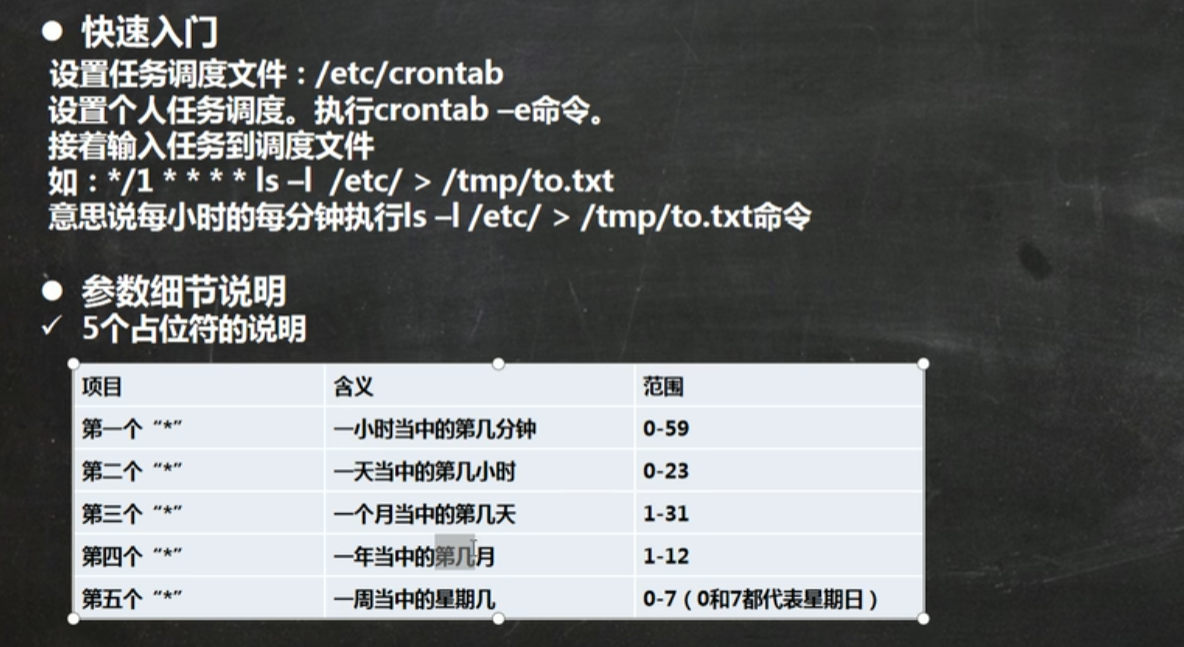 ● 快速入门
设置任务调度文件：/etc/crontab
设置个人任务调度。执行crontab –e命令。
接着输入任务到调度文件
如：*/1 * * * * ls –l /etc/ > /tmp/to.txt
意思说每小时的每分钟执行ls –l /etc/ > /tmp/to.txt命令
● 参数细节说明
✓ 5个占位符的说明
项目 含义 范围
第一个“*” 一小时当中的第几分钟 0-59
第二个“*” 一天当中的第几小时 0-23
第三个“*” 一个月当中的第几天 1-31
第四个“*” 一年当中的第几月 1-12
第五个“*” 一周当中的星期几 0-7（0和7都代表星期日）